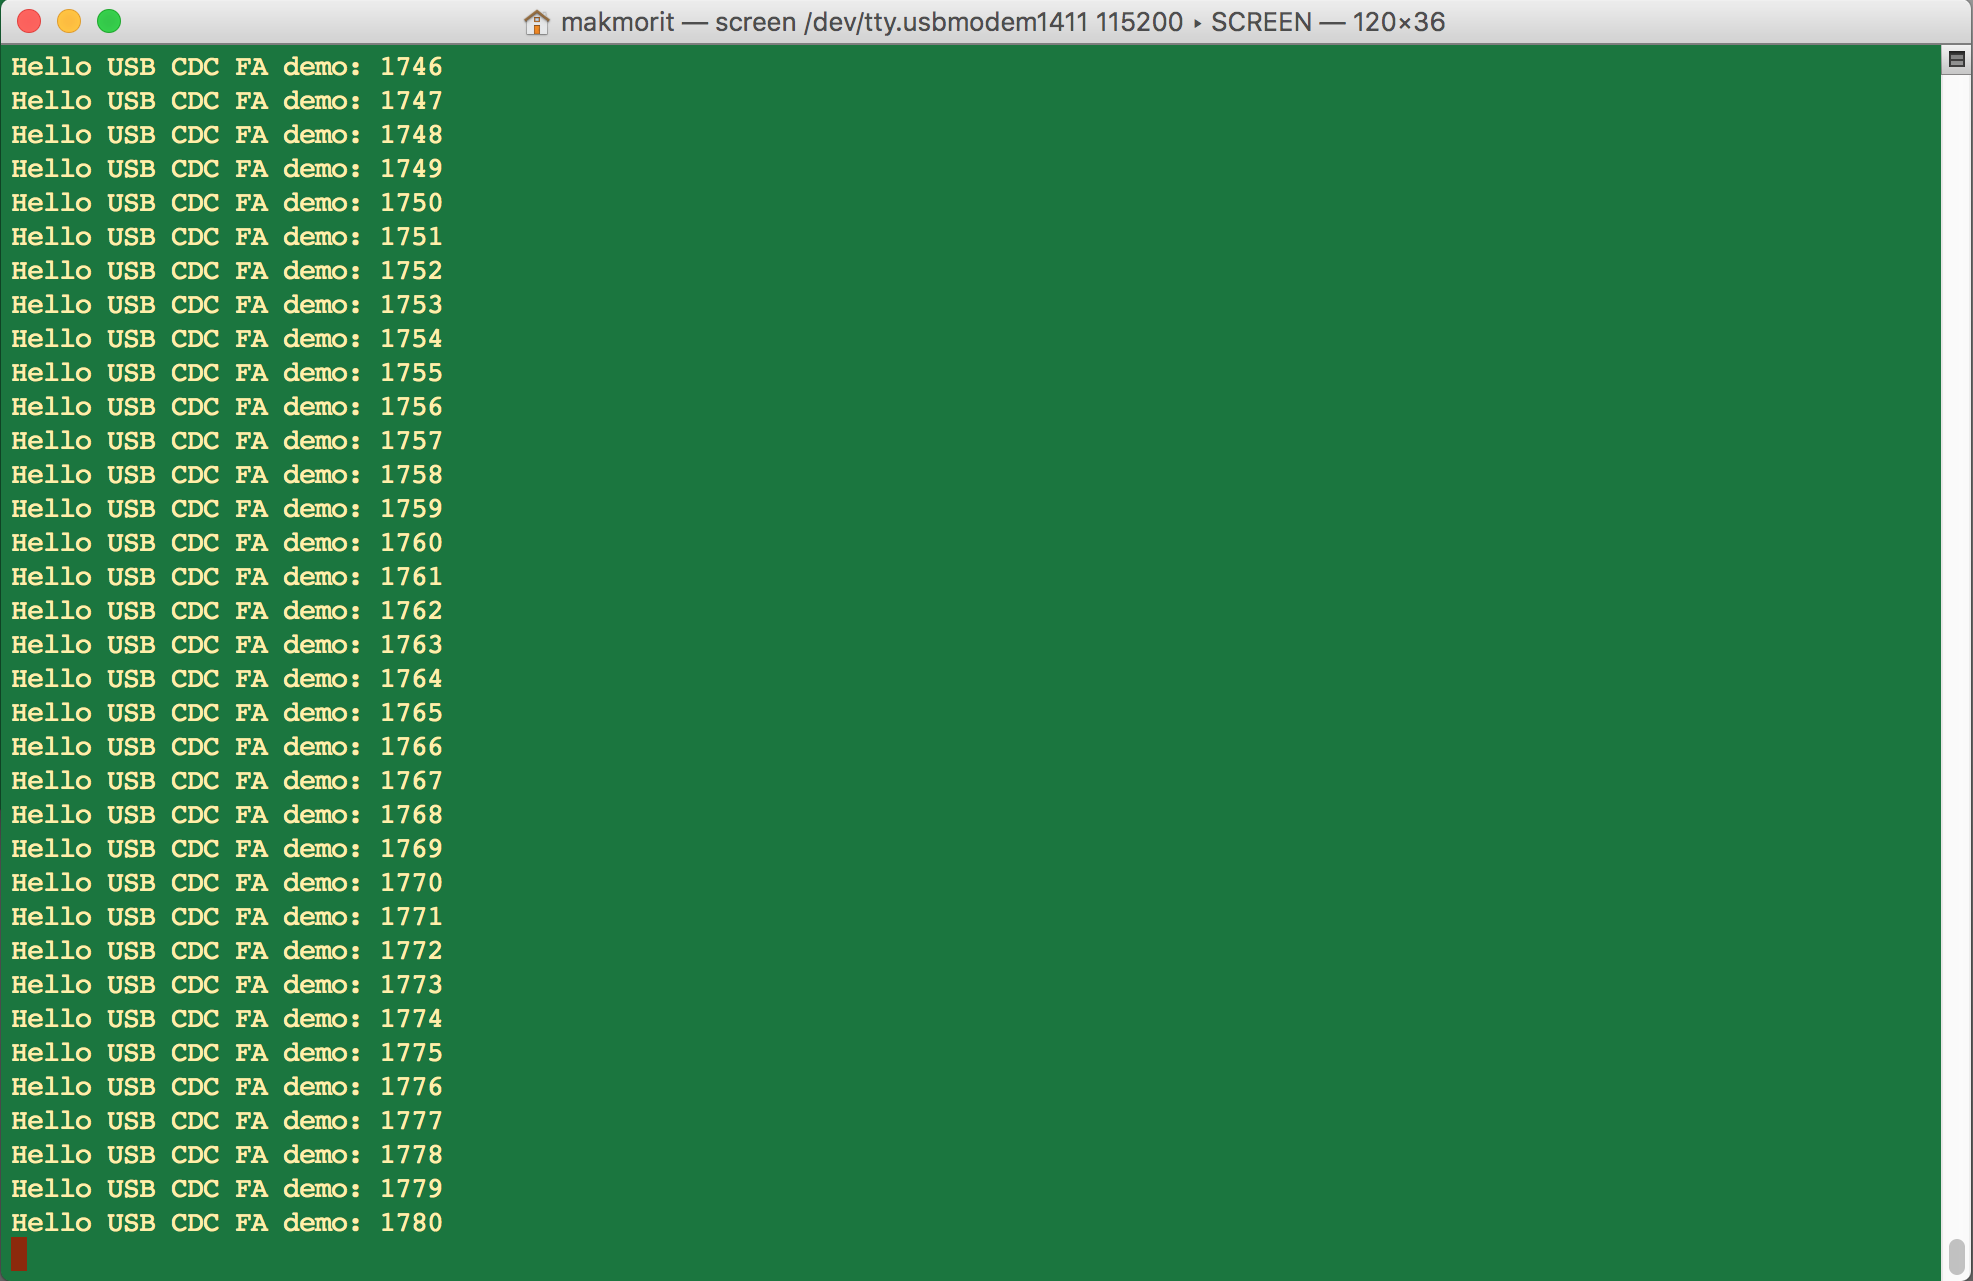 makmorit — screen /dev/tty.usbmodem1411 115200 ▸ SCREEN — 120×36
Hello USB CDC FA demo: 1746
Hello USB CDC FA demo: 1747
Hello USB CDC FA demo: 1748
Hello USB CDC FA demo: 1749
Hello USB CDC FA demo: 1750
Hello USB CDC FA demo: 1751
Hello USB CDC FA demo: 1752
Hello USB CDC FA demo: 1753
Hello USB CDC FA demo: 1754
Hello USB CDC FA demo: 1755
Hello USB CDC FA demo: 1756
Hello USB CDC FA demo: 1757
Hello USB CDC FA demo: 1758
Hello USB CDC FA demo: 1759
Hello USB CDC FA demo: 1760
Hello USB CDC FA demo: 1761
Hello USB CDC FA demo: 1762
Hello USB CDC FA demo: 1763
Hello USB CDC FA demo: 1764
Hello USB CDC FA demo: 1765
Hello USB CDC FA demo: 1766
Hello USB CDC FA demo: 1767
Hello USB CDC FA demo: 1768
Hello USB CDC FA demo: 1769
Hello USB CDC FA demo: 1770
Hello USB CDC FA demo: 1771
Hello USB CDC FA demo: 1772
Hello USB CDC FA demo: 1773
Hello USB CDC FA demo: 1774
Hello USB CDC FA demo: 1775
Hello USB CDC FA demo: 1776
Hello USB CDC FA demo: 1777
Hello USB CDC FA demo: 1778
Hello USB CDC FA demo: 1779
Hello USB CDC FA demo: 1780